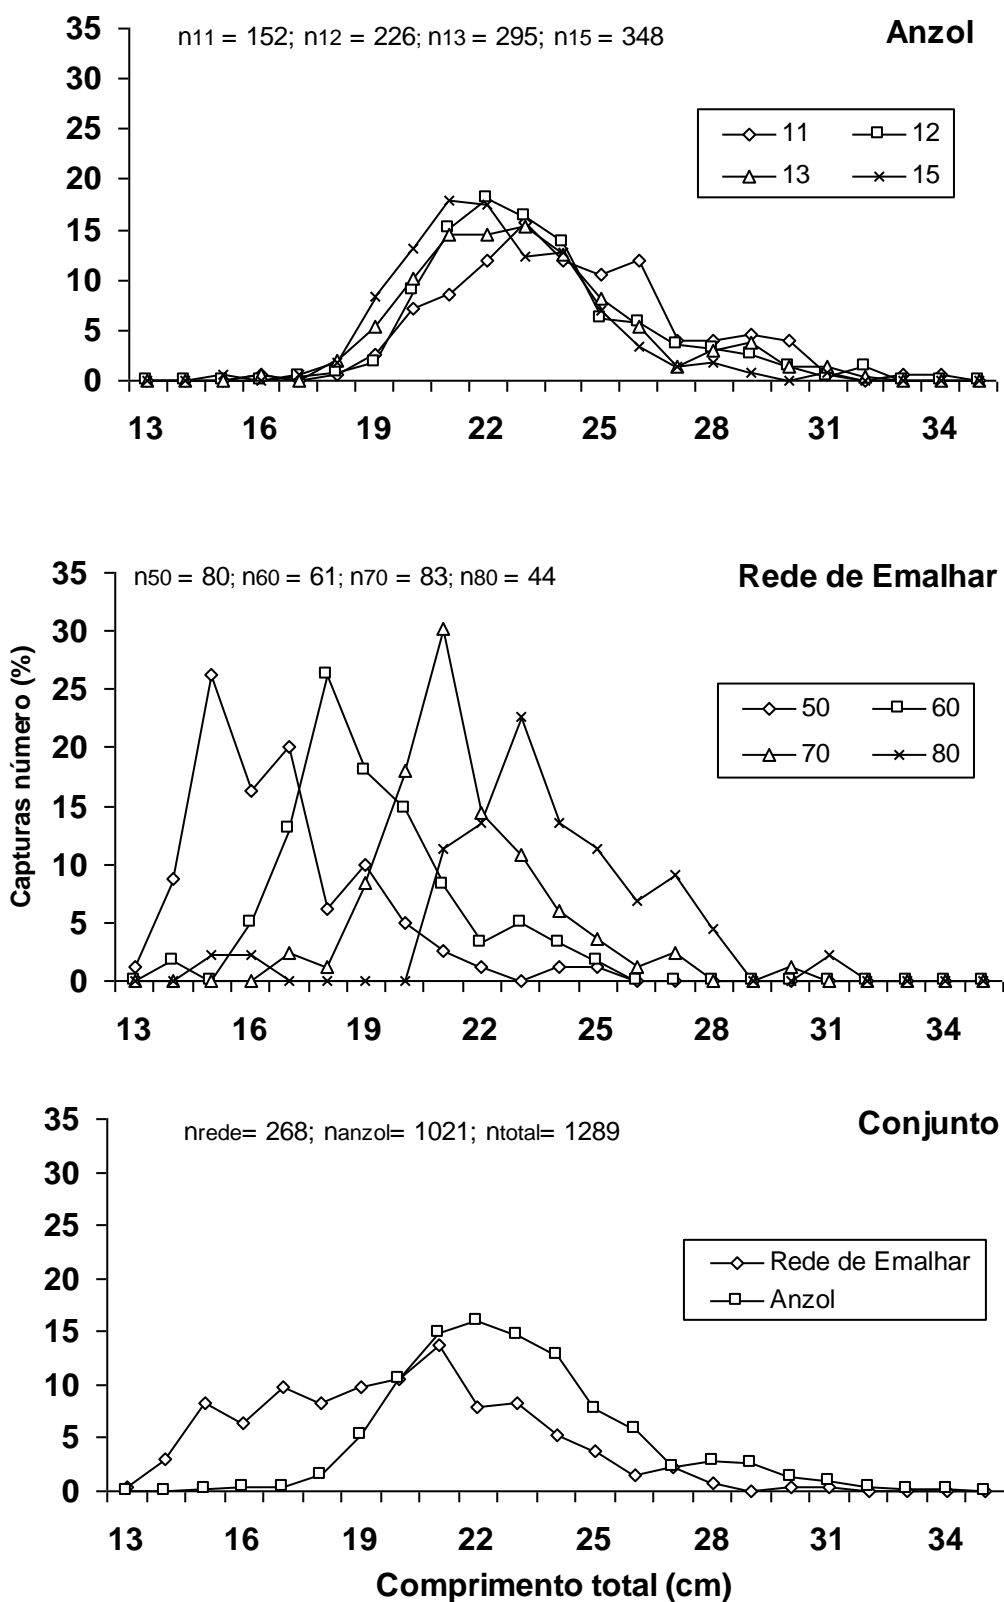 n11 = 152; n12 = 226; n13 = 295; n15 = 348
Anzol
35
30
25
20
15
10
5
0
11 12
13 15
13 16 19 22 25 28 31 34
n50 = 80; n60 = 61; n70 = 83; n80 = 44
Rede de Emalhar
Capturas número (%)
35
30
25
20
15
10
5
0
50 60
70 80
13 16 19 22 25 28 31 34
nrede= 268; nanzol= 1021; ntotal= 1289
Conjunto
35
30
25
20
15
10
5
0
Rede de Emalhar
Anzol
13 16 19 22 25 28 31 34
Comprimento total (cm)